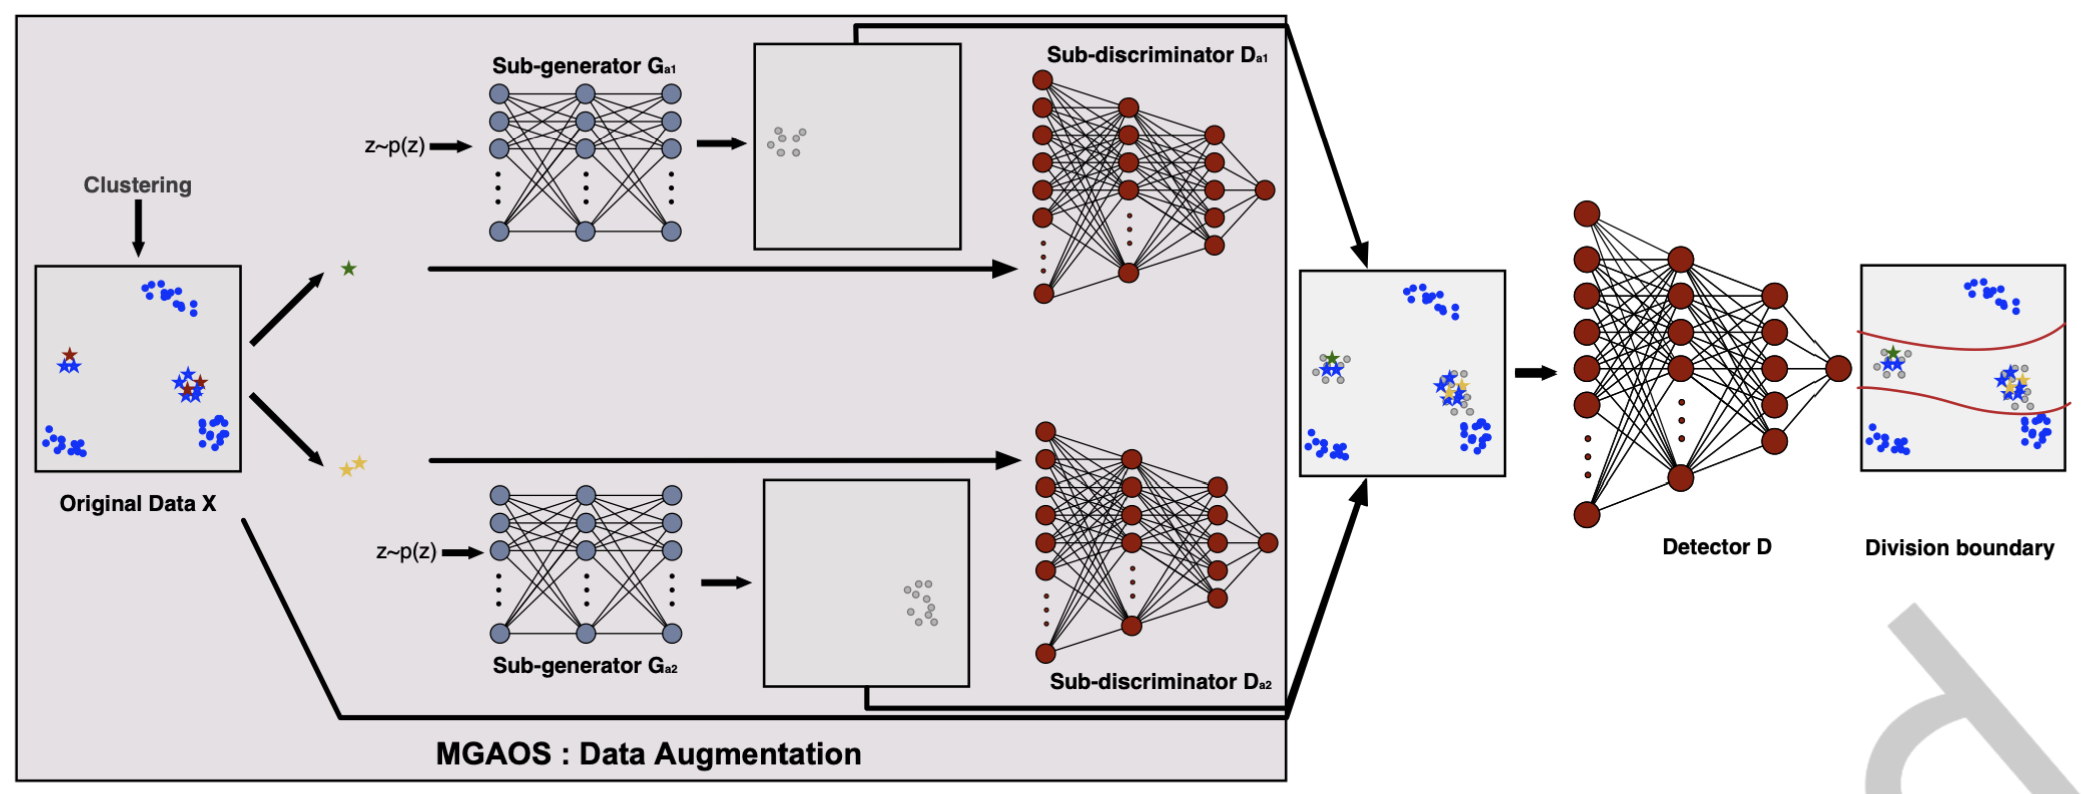 Sub-generator Ga1
Sub-discriminator Da1
z~p(z)
Clustering
Original Data X
z~p(z)
Sub-generator Ga2
Sub-discriminator Da2
MGAOS : Data Augmentation
Detector D
Division boundary
d